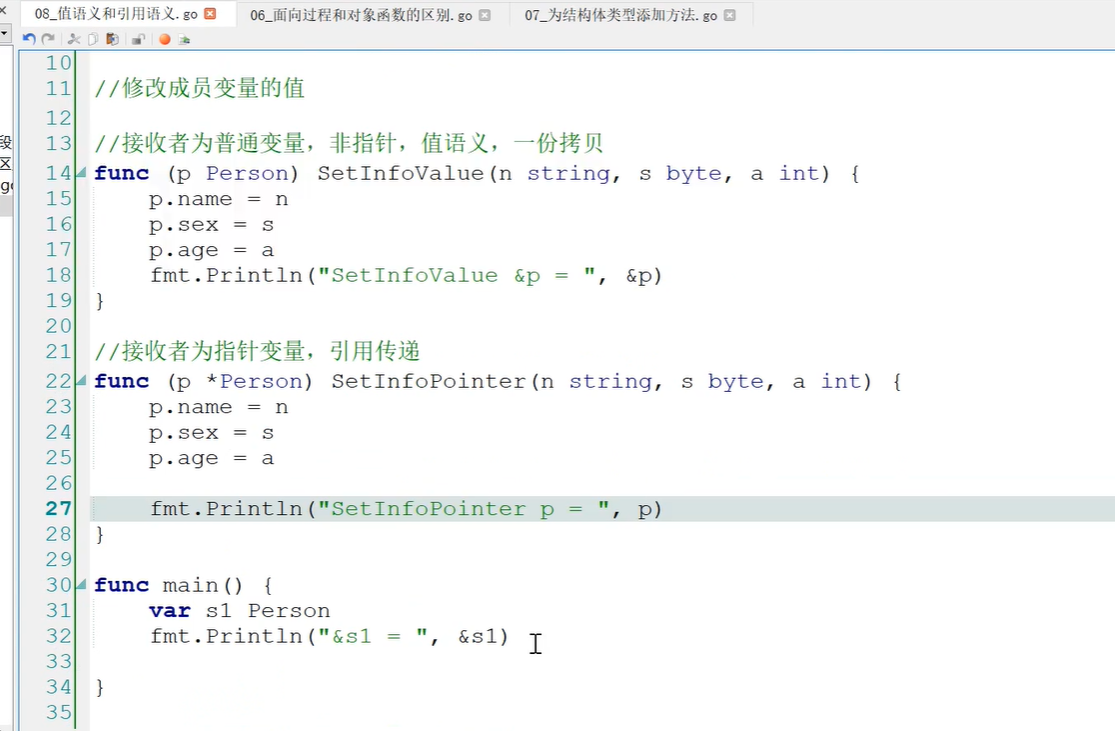 08_值语义和引用语义.go 06_面向过程和对象函数的区别.go 07_为结构体类型添加方法.go
10
11 //修改成员变量的值
12
13 //接收者为普通变量，非指针，值语义，一份拷贝
14 func (p Person) SetInfoValue(n string, s byte, a int) {
15 p.name = n
16 p.sex = s
17 p.age = a
18 fmt.Println("SetInfoValue &p = ", &p)
19 }
20
21 //接收者为指针变量，引用传递
22 func (p *Person) SetInfoPointer(n string, s byte, a int) {
23 p.name = n
24 p.sex = s
25 p.age = a
26
27 fmt.Println("SetInfoPointer p = ", p)
28 }
29
30 func main() {
31 var s1 Person
32 fmt.Println("&s1 = ", &s1)
33
34 }
35